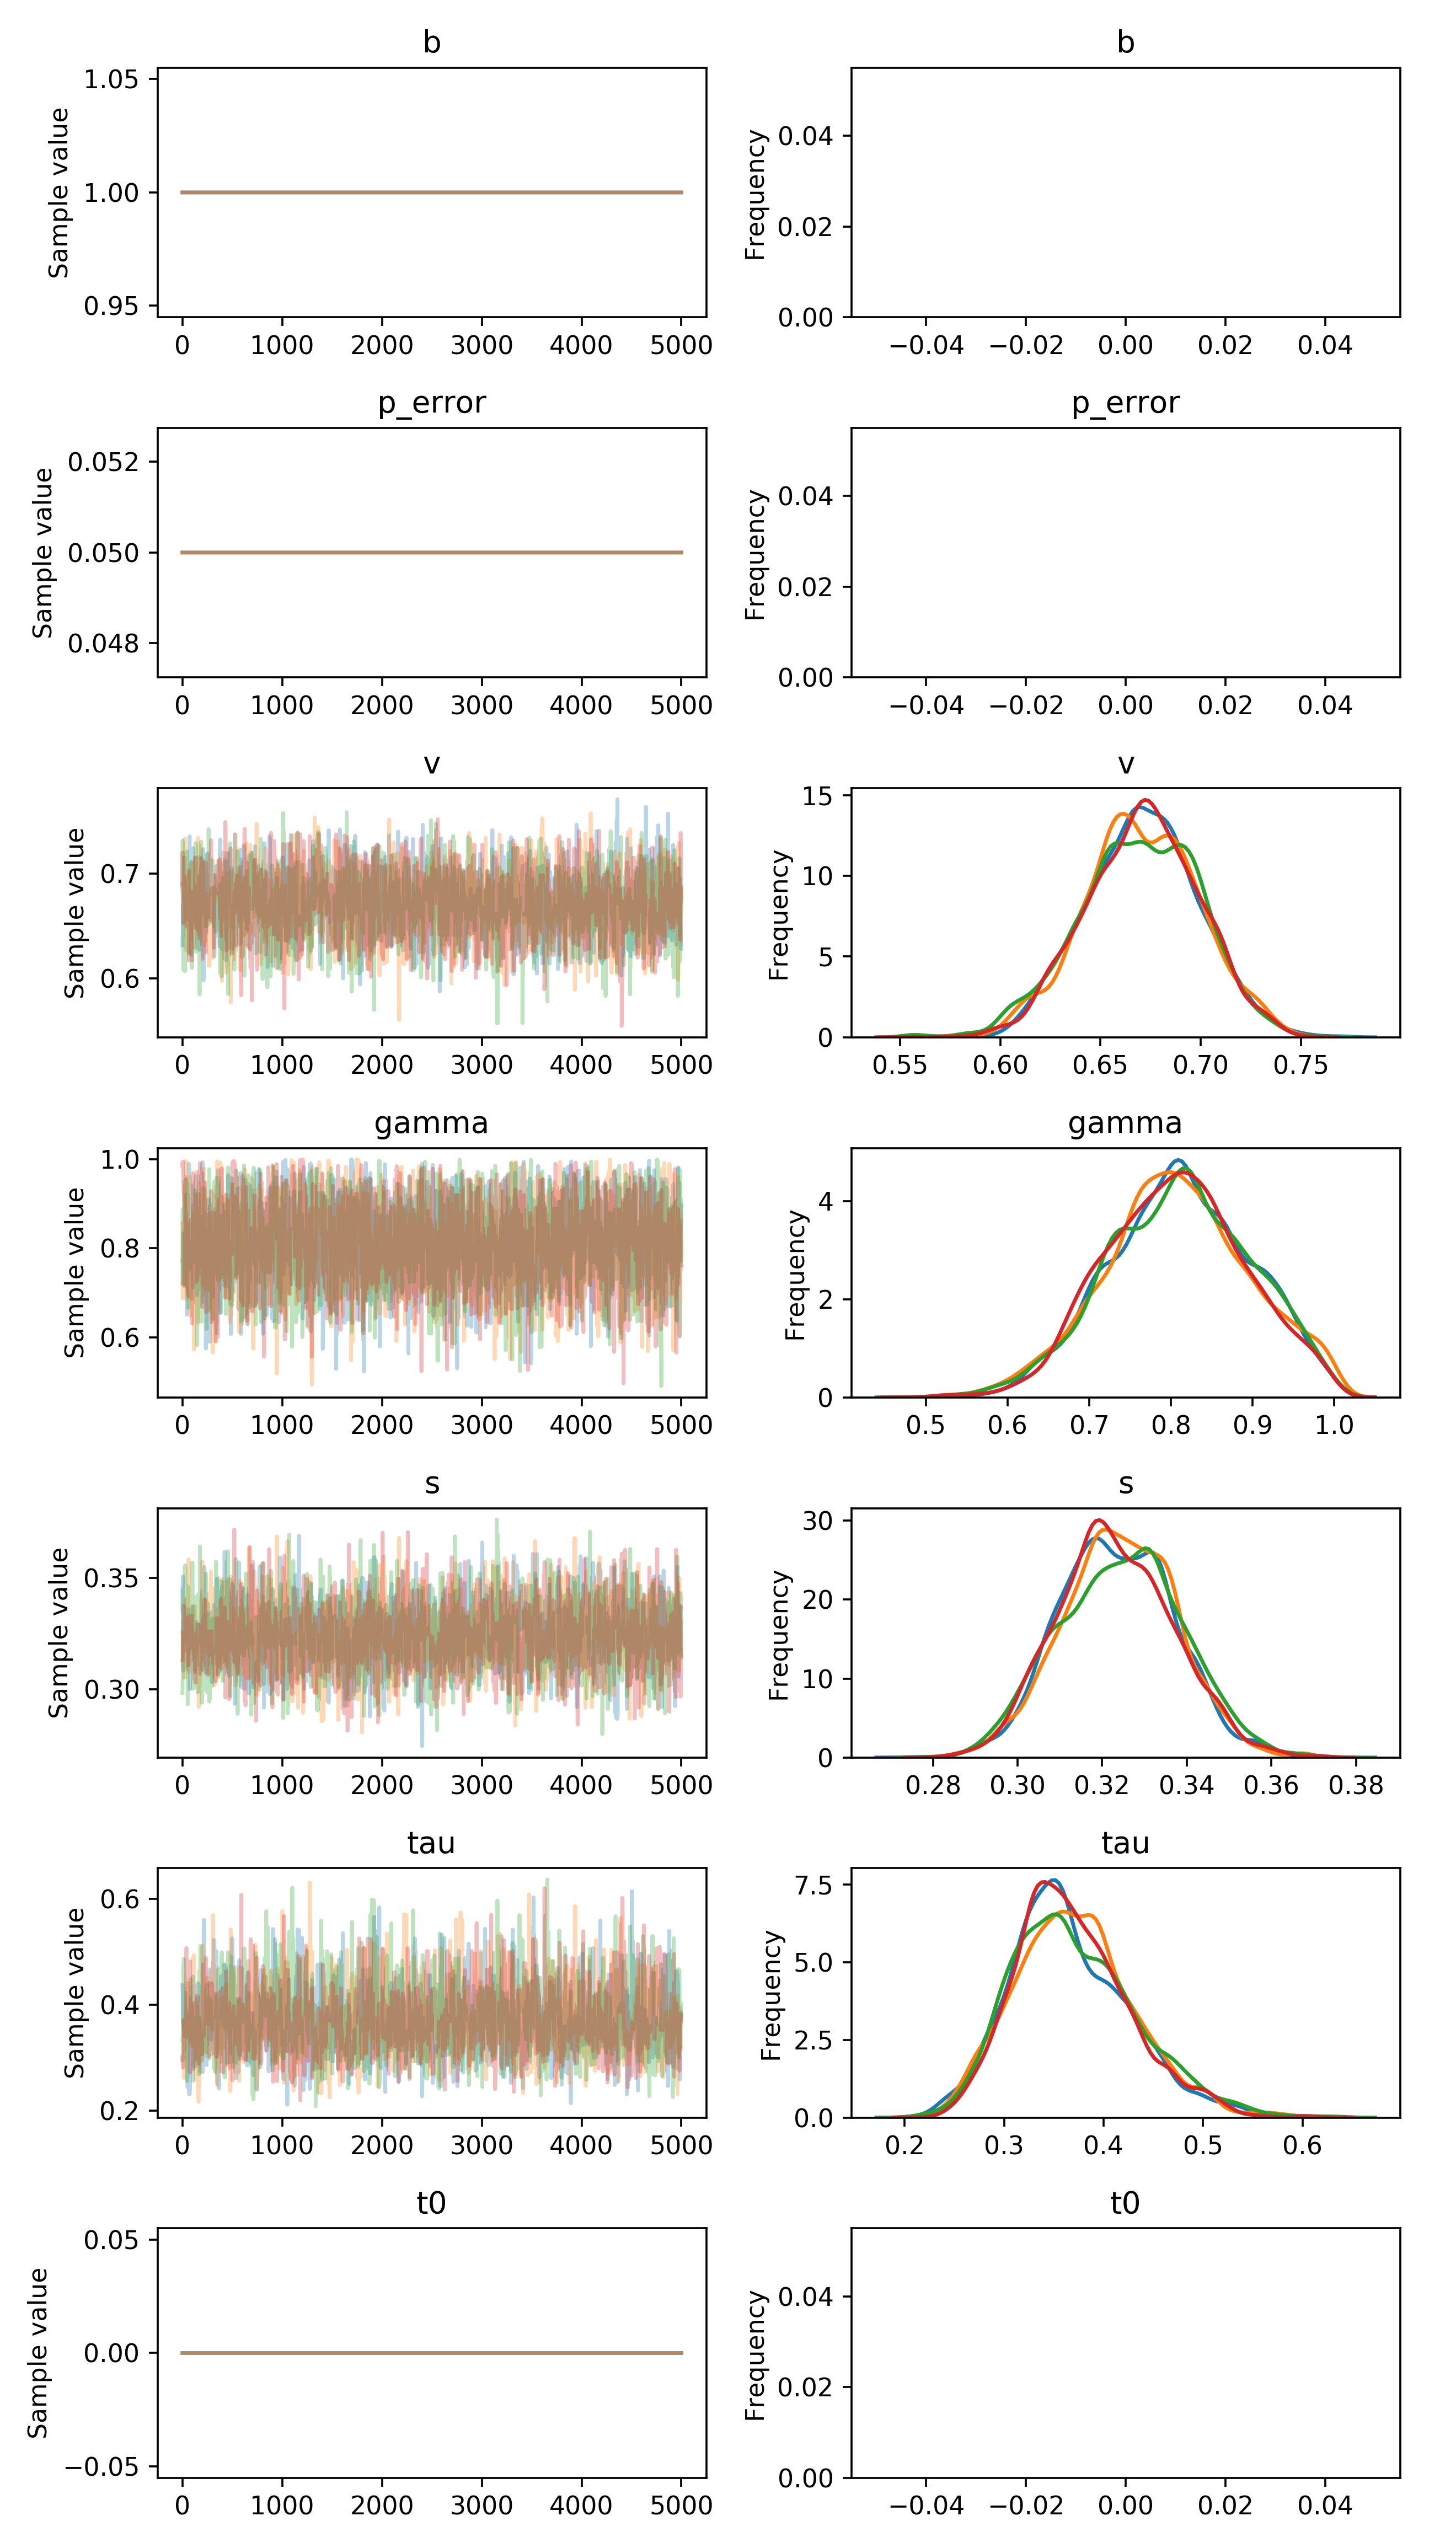 b
b
1.05
1.00
0.95
Sample value
0 1000 2000 3000 4000 5000
0.04
0.02
0.00
Frequency
−0.04 −0.02 0.00 0.02 0.04
p_error
p_error
0.052
0.050
0.048
Sample value
0 1000 2000 3000 4000 5000
0.04
0.02
0.00
Frequency
−0.04 −0.02 0.00 0.02 0.04
v
v
0.7
0.6
Sample value
0 1000 2000 3000 4000 5000
15
10
5
0
Frequency
0.55 0.60 0.65 0.70 0.75
gamma
gamma
1.0
0.8
0.6
Sample value
0 1000 2000 3000 4000 5000
4
2
0
Frequency
0.5 0.6 0.7 0.8 0.9 1.0
s
s
0.35
0.30
Sample value
0 1000 2000 3000 4000 5000
30
20
10
0
Frequency
0.28 0.30 0.32 0.34 0.36 0.38
tau
tau
0.6
0.4
0.2
Sample value
0 1000 2000 3000 4000 5000
7.5
5.0
2.5
0.0
Frequency
0.2 0.3 0.4 0.5 0.6
t0
t0
0.05
0.00
−0.05
Sample value
0 1000 2000 3000 4000 5000
0.04
0.02
0.00
Frequency
−0.04 −0.02 0.00 0.02 0.04